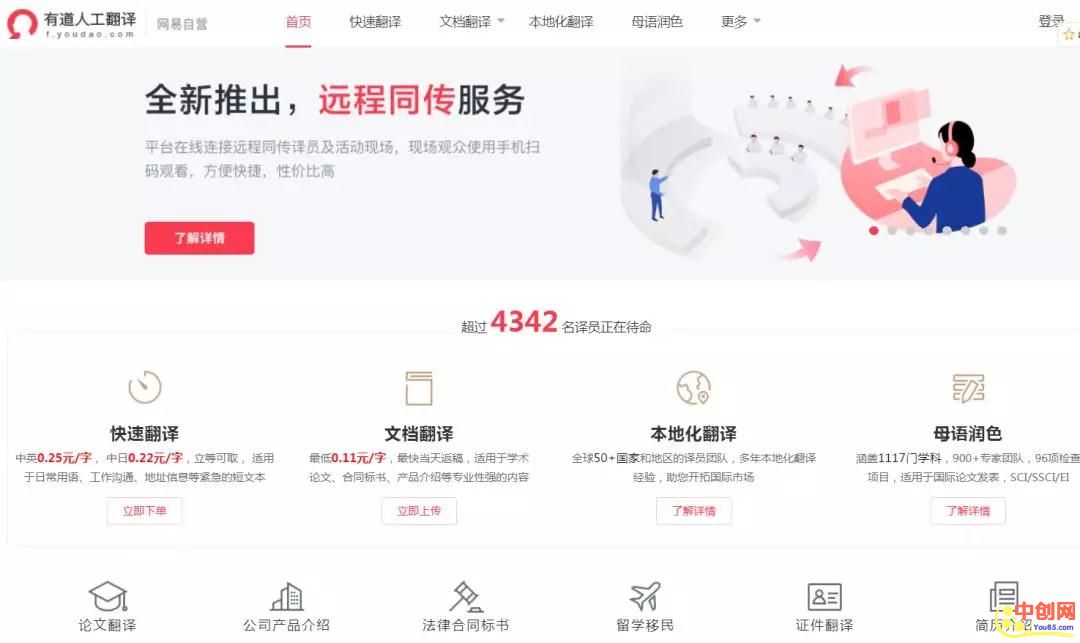 有道人工翻译
f.youdao.com
网易自营
首页
快速翻译
文档翻译
本地化翻译
母语润色
更多
登录
全新推出，远程同传服务
平台在线连接远程同传译员及活动现场，现场观众使用手机扫
码观看，方便快捷，性价比高
了解详情
超过4342名译员正在待命
快速翻译
中英0.25元/字，中日0.22元/字，立等可取，适用
于日常用语、工作沟通、地址信息等紧急的短文本
立即下单
文档翻译
最低0.11元/字，最快当天返稿，适用于学术
论文、合同标书、产品介绍等专业性强的内容
立即上传
本地化翻译
全球50+国家和地区的译员团队，多年本地化翻译
经验，助您开拓国际市场
了解详情
母语润色
涵盖1117门学科，900+专家团队，96项检查
项目，适用于国际论文发表，SCI/SSCI/EI
了解详情
论文翻译
公司产品介绍
法律合同标书
留学移民
证件翻译
简历介绍
中创网
You85.com